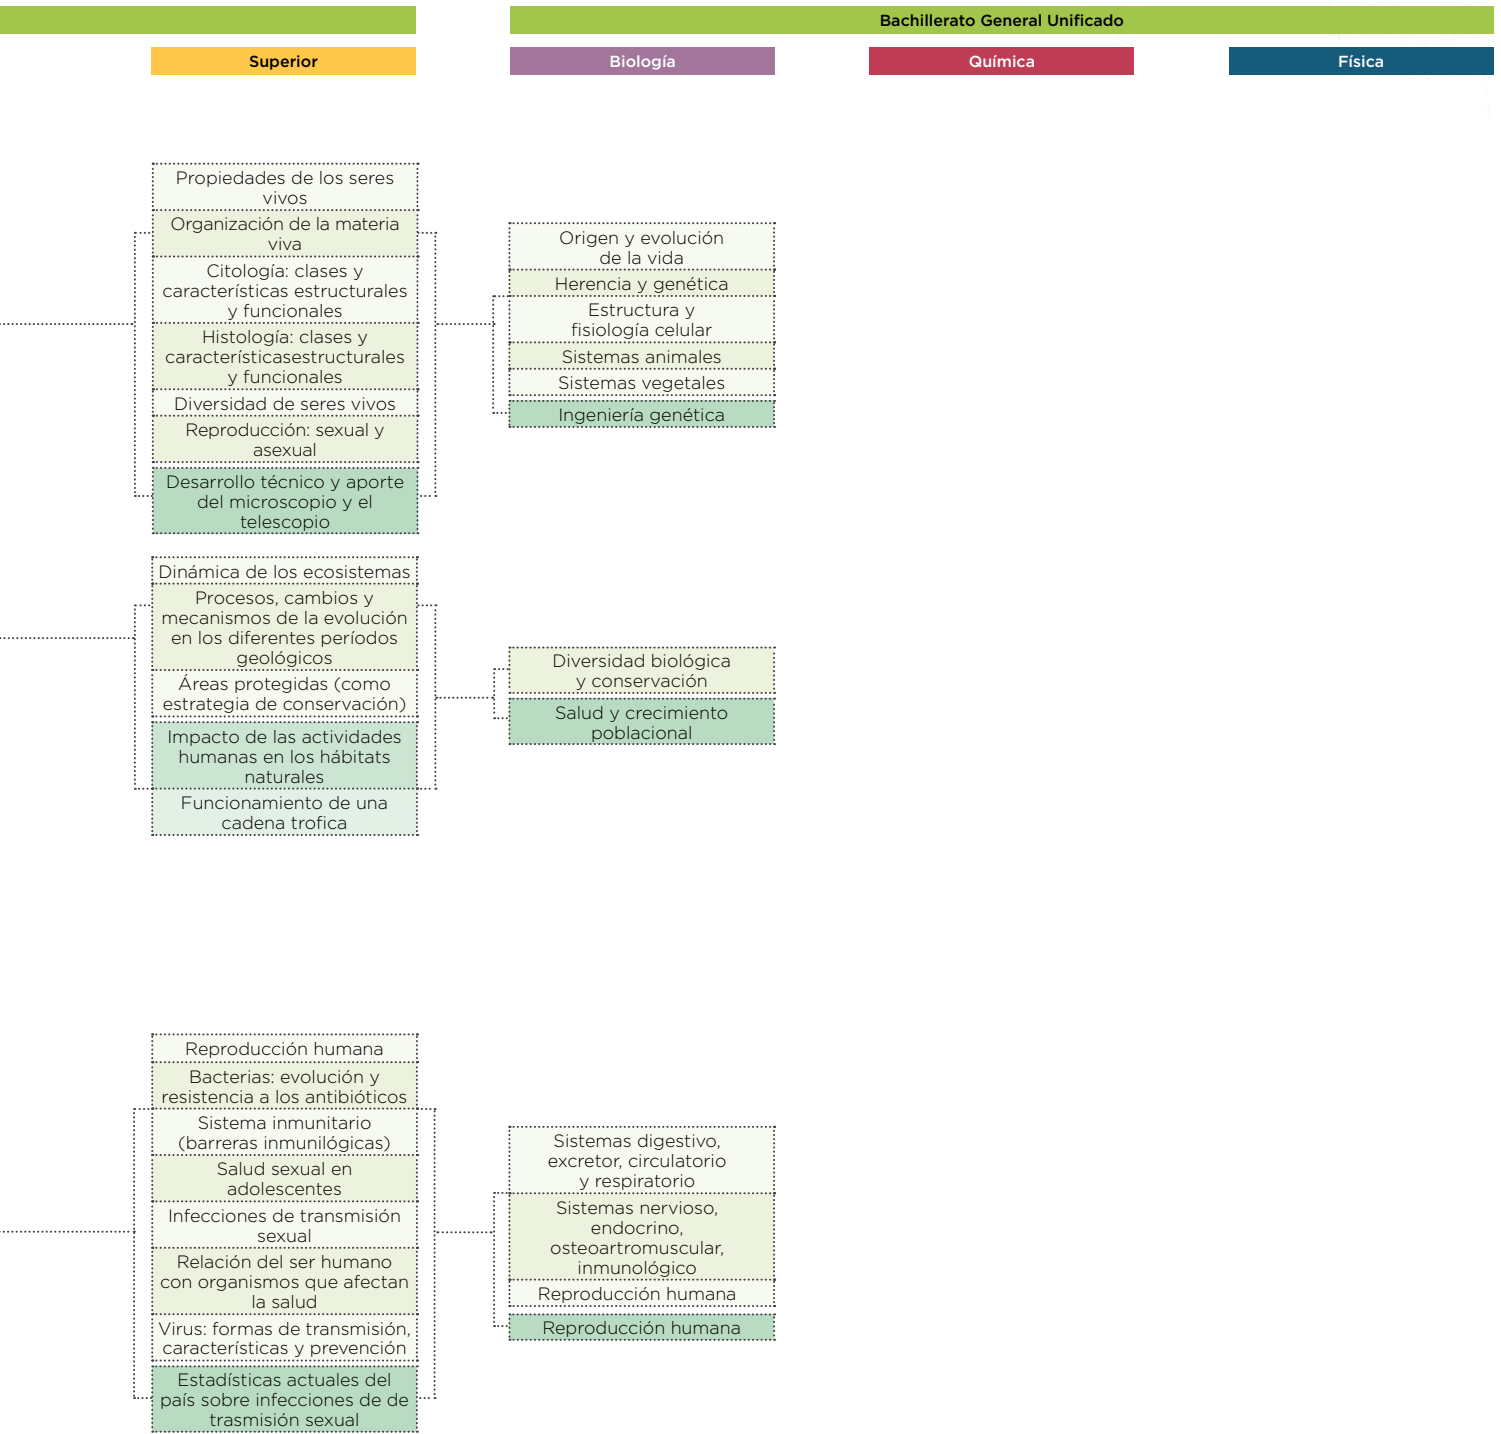 Bachillerato General Unificado
Superior
Biología
Química
Física
Propiedades de los seres
vivos
Organización de la materia
viva
Citología: clases y
características estructurales
y funcionales
Histología: clases y
característicasestructurales
y funcionales
Diversidad de seres vivos
Reproducción: sexual y
asexual
Desarrollo técnico y aporte
del microscopio y el
telescopio
Origen y evolución
de la vida
Herencia y genética
Estructura y
fisiología celular
Sistemas animales
Sistemas vegetales
Ingeniería genética
Dinámica de los ecosistemas
Procesos, cambios y
mecanismos de la evolución
en los diferentes períodos
geológicos
Áreas protegidas (como
estrategia de conservación)
Impacto de las actividades
humanas en los hábitats
naturales
Funcionamiento de una
cadena trofica
Diversidad biológica
y conservación
Salud y crecimiento
poblacional
Reproducción humana
Bacterias: evolución y
resistencia a los antibióticos
Sistema inmunitario
(barreras inmunilógicas)
Salud sexual en
adolescentes
Infecciones de transmisión
sexual
Relación del ser humano
con organismos que afectan
la salud
Virus: formas de transmisión,
características y prevención
Estadísticas actuales del
país sobre infecciones de de
trasmisión sexual
Sistemas digestivo,
excretor, circulatorio
y respiratorio
Sistemas nervioso,
endocrino,
osteoartromuscular,
inmunológico
Reproducción humana
Reproducción humana